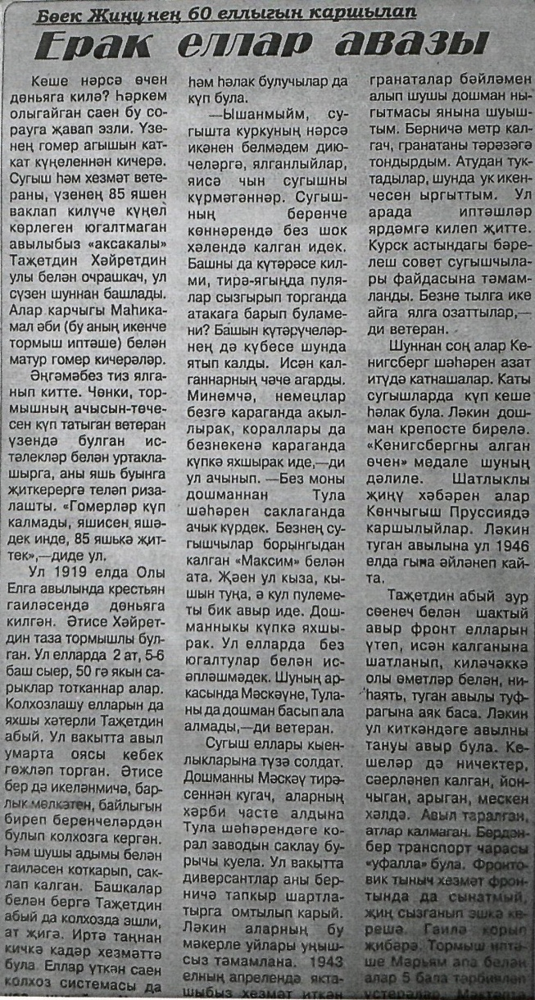 Бөек Җиңүнең 60 еллыгын каршылап
Ерак еллар авазы
Кеше нәрсә өчен
дөньяга килә? Һәркем
олыгайган саен бу со-
рауга җавап эзли. Үзе-
нең гомер агышын кат-
кат күңеленнән кичерә.
Сугыш һәм хезмәт вете-
раны, үзенең 85 яшен
ваклап килүче күңел
көрлеген югалтмаган
авылыбыз «аксакалы»
Таҗетдин Хәйретдин
улы белән очрашкач, ул
сүзен шуннан башлады.
Алар карчыгы Маһикa-
мал әби (бу аның икенче
тормыш иптәше) белән
матур гомер кичерәләр.
Әңгәмәбез тиз ялга-
нып китте. Чөнки, тор-
мышның ачысын-төче-
сен күп татыган ветеран
үзендә булган ис-
тәлекләр белән уртакла-
шырга, аны яшь буынга
җиткерергә теләп риза-
лашты. «Гомерләр күп
калмады, яшисен яшә-
дек инде, 85 яшькә җит-
тек»,—диде ул.
Ул 1919 елда Олы
Елга авылында крестьян
гаиләсендә дөньяга
килгән. Әтисе Хәйрет-
дин таза тормышлы бул-
ган. Ул елларда 2 ат, 5-6
баш сыер, 50 гә якын са-
рыклар тотканнар алар.
Колхозлашу елларын да
яхшы хәтерли Таҗетдин
абый. Ул вакытта авыл
умарта оясы кебек
гөжләп торган. Әтисе
бер дә икеләнмичә, бар-
лык мөлкәтен, байлыгын
биреп беренчеләрдән
булып колхозга кергән.
Һәм шушы адымы белән
гаиләсен коткарып, сак-
лап калган. Башкалар
белән бергә Таҗетдин
абый да колхозда эшли,
ат җигә. Иртә таңнан
кичкә кадәр хезмәттә
була. Еллар үткән саен
колхоз системасы да
һәм һәлак булучылар да
күп була.
—Ышанмыйм, су-
гышта куркуның нәрсә
икәнен белмәдем дию-
челәргә, ялганлыйлар,
яисә чын сугышны
күрмәгәннәр. Сугыш-
ның беренче
көннәрендә без шок
хәлендә калган идек.
Башны да күтәрәсе кил-
ми, тирә-ягыңда пуля-
лар сызгырып торганда
атакага барып буламе-
ни? Башын күтәрүчеләр-
нең дә күбесе шунда
ятып калды. Исән кал-
ганнарның чәче агарды.
Минемчә, немецлар
безгә караганда акыл-
лырак, кораллары да
безнекенә караганда
күпкә яхшырак иде,—ди
ул ачынып. —Без моны
дошманнан Тула
шәһәрен саклаганда
ачык күрдек. Безнең су-
гышчылар борынгыдан
калган «Максим» белән
ата. Җәен ул кыза, кы-
шын туңа, ә кул пулеме-
ты бик авыр иде. Дош-
манныкы күпкә яхшы-
рак. Ул елларда без
югалтулар белән ис-
әпләшмәдек. Шуның ар-
касында Мәскәүне, Тула-
ны да дошман басып ала
алмады,—ди ветеран.
Сугыш еллары кыен-
лыкларына түзә солдат.
Дошманны Мәскәү тирә-
сеннән кугач, аларның
хәрби часте алдына
Тула шәһәрендәге ко-
рал заводын саклау бу-
рычы куела. Ул вакытта
диверсантлар аны бер-
ничә тапкыр шартла-
тырга омтылып карый.
Ләкин аларның бу
мәкерле уйлары уңыш-
сыз тәмамлана. 1943
елның апрелендә якта-
шыбыз хезмәт иткән
гранаталар бәйләмен
алып шушы дошман ны-
гытмасы янына шуыш-
тым. Берничә метр кал-
гач, гранатаны тәрәзәгә
тондырдым. Атудан тук-
тадылар, шунда ук икен-
чесен ыргыттым. Ул
арада иптәшләр
ярдәмгә килеп җитте.
Курск астындагы бәре-
леш совет сугышчыла-
ры файдасына тәмам-
ланды. Безне тылга ике
айга ялга озаттылар,—
ди ветеран.
Шуннан соң алар Ке-
нигсберг шәһәрен азат
итүдә катнашалар. Каты
сугышларда күп кеше
һәлак була. Ләкин дош-
ман крепосте бирелә.
«Кенигсбергны алган
өчен» медале шуның
дәлиле. Шатлыклы
җиңү хәбәрен алар
Көнчыгыш Пруссиядә
каршылыйлар. Ләкин
туган авылына ул 1946
елда гына әйләнеп кай-
та.
Таҗетдин абый зур
сөенеч белән шактый
авыр фронт елларын
үтеп, исән калганына
шатланып, киләчәккә
олы өметләр белән, ни-
һаять, туган авылы туф-
рагына аяк баса. Ләкин
ул киткәндәге авылны
тануы авыр була. Ке-
шеләр дә ничектер,
сәерләнеп калган, йон-
чыган, арыган, мескен
хәлдә. Авыл таралган,
атлар калмаган. Бердән-
бер транспорт чарасы
«уфалла» була. Фронто-
вик тыныч хезмәт фрон-
тында да сынатмый,
җиң сызганып эшкә ке-
решә. Гаилә корып
җибәрә. Тормыш иптә-
ше Мәрьям апа белән
алар 5 бала тәрбияләп
үстерәләр. Мәктәптә